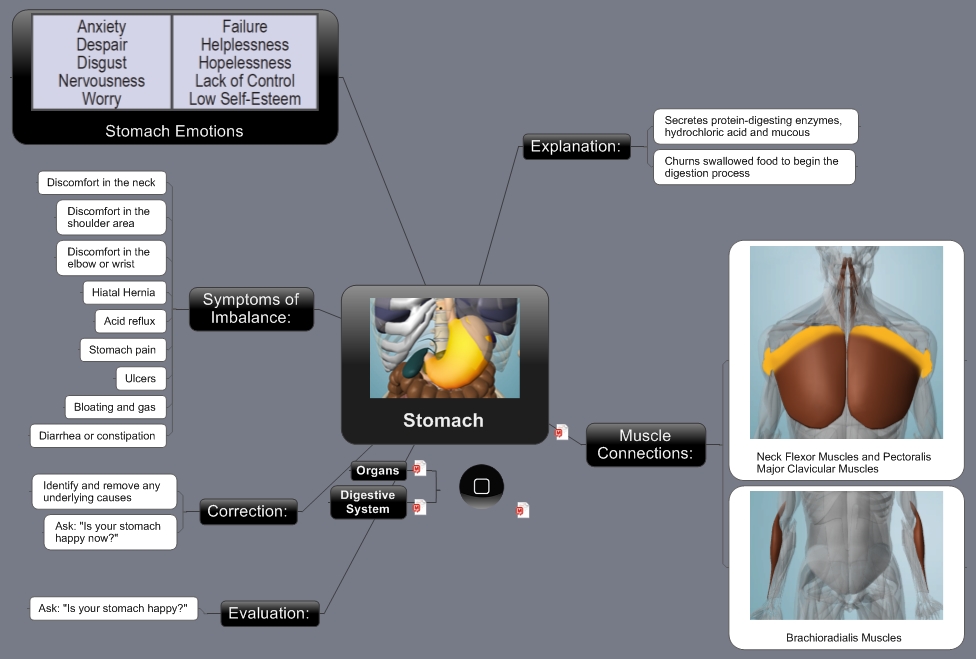 Anxiety
Despair
Disgust
Nervousness
Worry
Failure
Helplessness
Hopelessness
Lack of Control
Low Self-Esteem
Stomach Emotions
Explanation:
Secretes protein-digesting enzymes,
hydrochloric acid and mucous
Churns swallowed food to begin the
digestion process
Symptoms of
Imbalance:
Discomfort in the neck
Discomfort in the
shoulder area
Discomfort in the
elbow or wrist
Hiatal Hernia
Acid reflux
Stomach pain
Ulcers
Bloating and gas
Diarrhea or constipation
Stomach
Muscle
Connections:
Neck Flexor Muscles and Pectoralis
Major Clavicular Muscles
Brachioradialis Muscles
Organs
Digestive
System
Correction:
Identify and remove any
underlying causes
Ask: "Is your stomach
happy now?"
Evaluation:
Ask: "Is your stomach happy?"